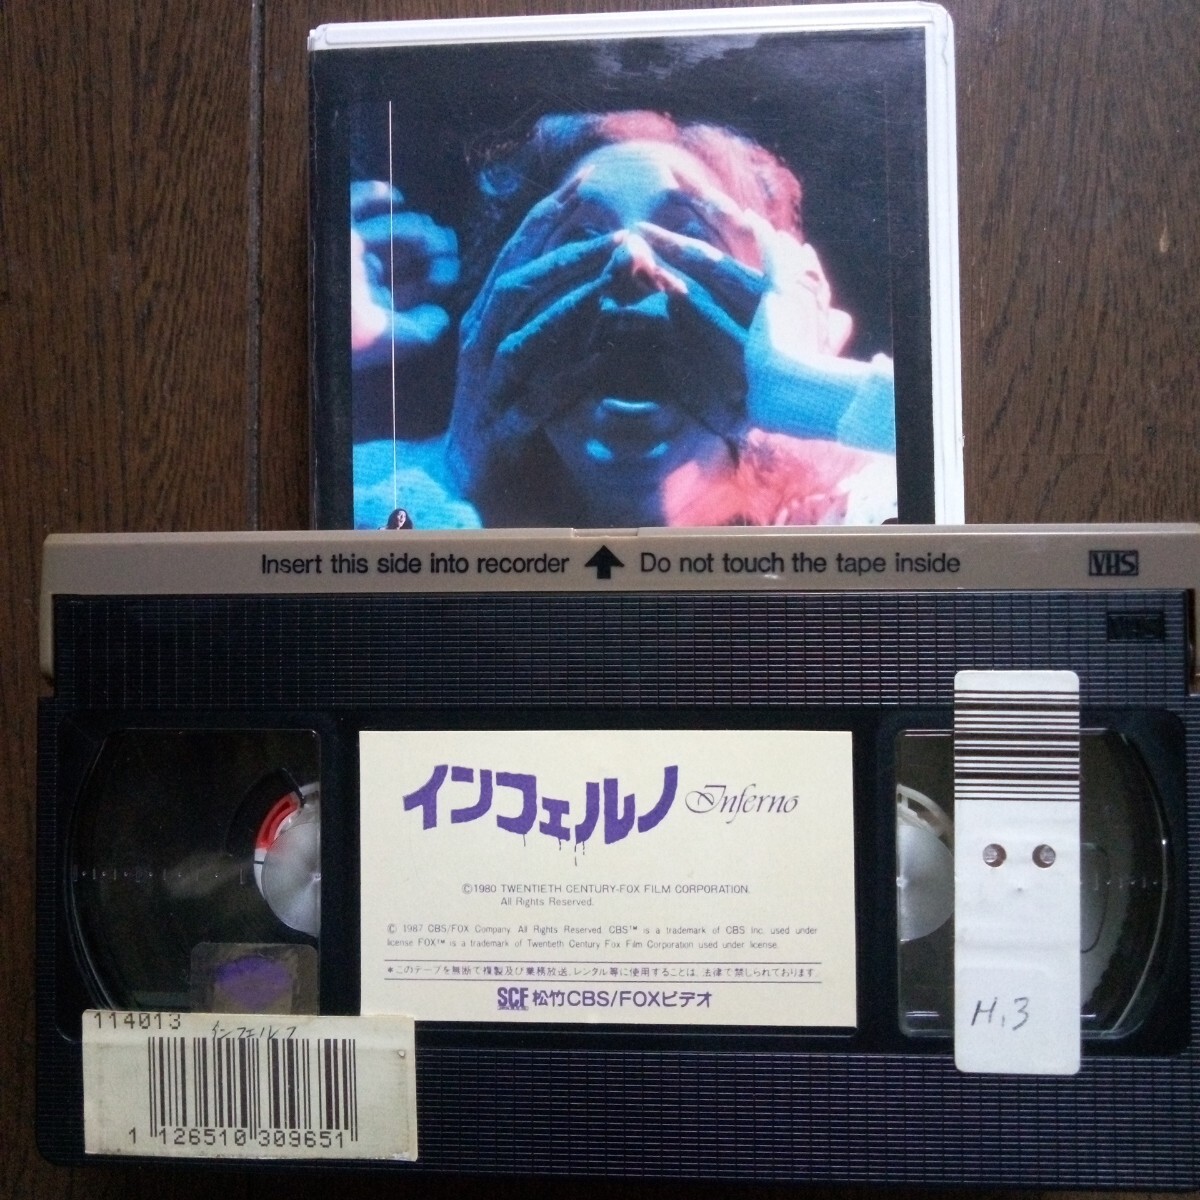 Insert this side into recorder ↑ Do not touch the tape inside VHS
VHS
インフェルノ Inferno
©1980 TWENTIETH CENTURY-FOX FILM CORPORATION.
All Rights Reserved.
© 1987 CBS/FOX Company. All Rights Reserved. CBS™ is a trademark of CBS Inc. used under
license FOX™ is a trademark of Twentieth Century Fox Film Corporation used under license.
*このテープを無断で複製及び業務放送、レンタル等に使用することは、法律で禁じられております。
SCF 松竹CBS/FOXビデオ
H.3
114013 インフェルノ
1 126510 309651